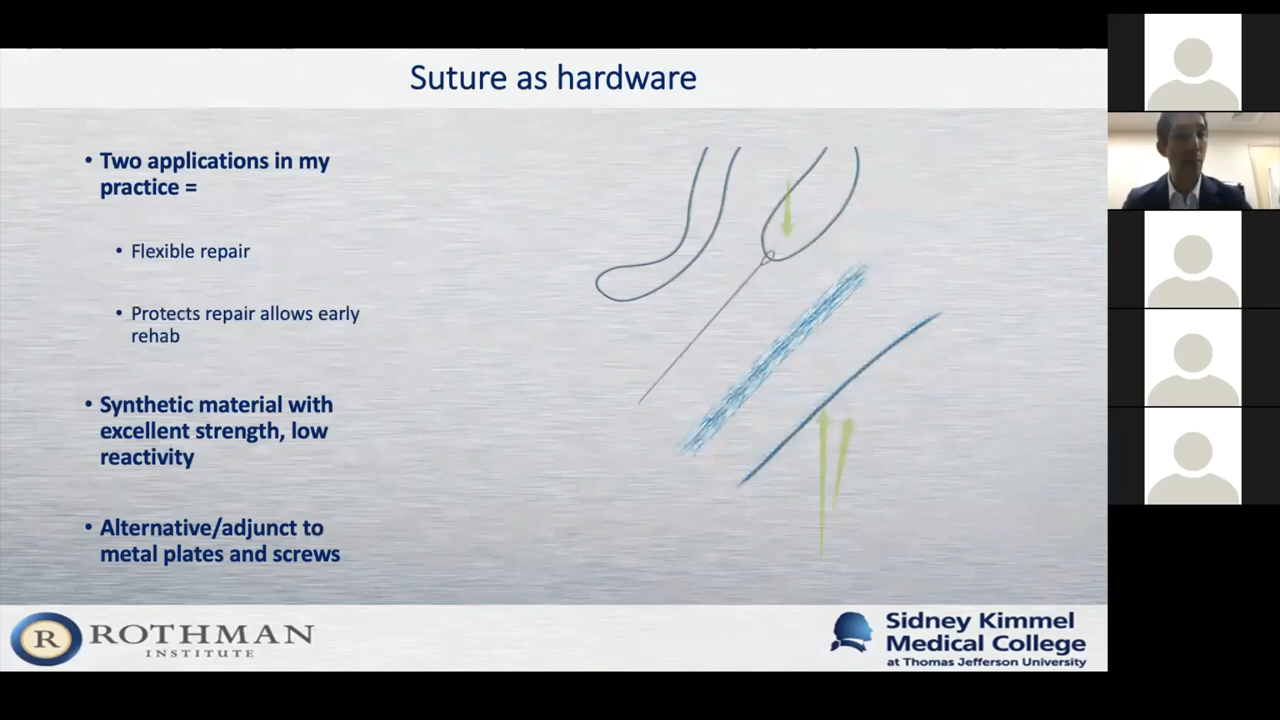 Suture as hardware
• Two applications in my
practice =
• Flexible repair
• Protects repair allows early
rehab
• Synthetic material with
excellent strength, low
reactivity
• Alternative/adjunct to
metal plates and screws
R ROTHMAN
INSTITUTE
Sidney Kimmel
Medical College
at Thomas Jefferson University